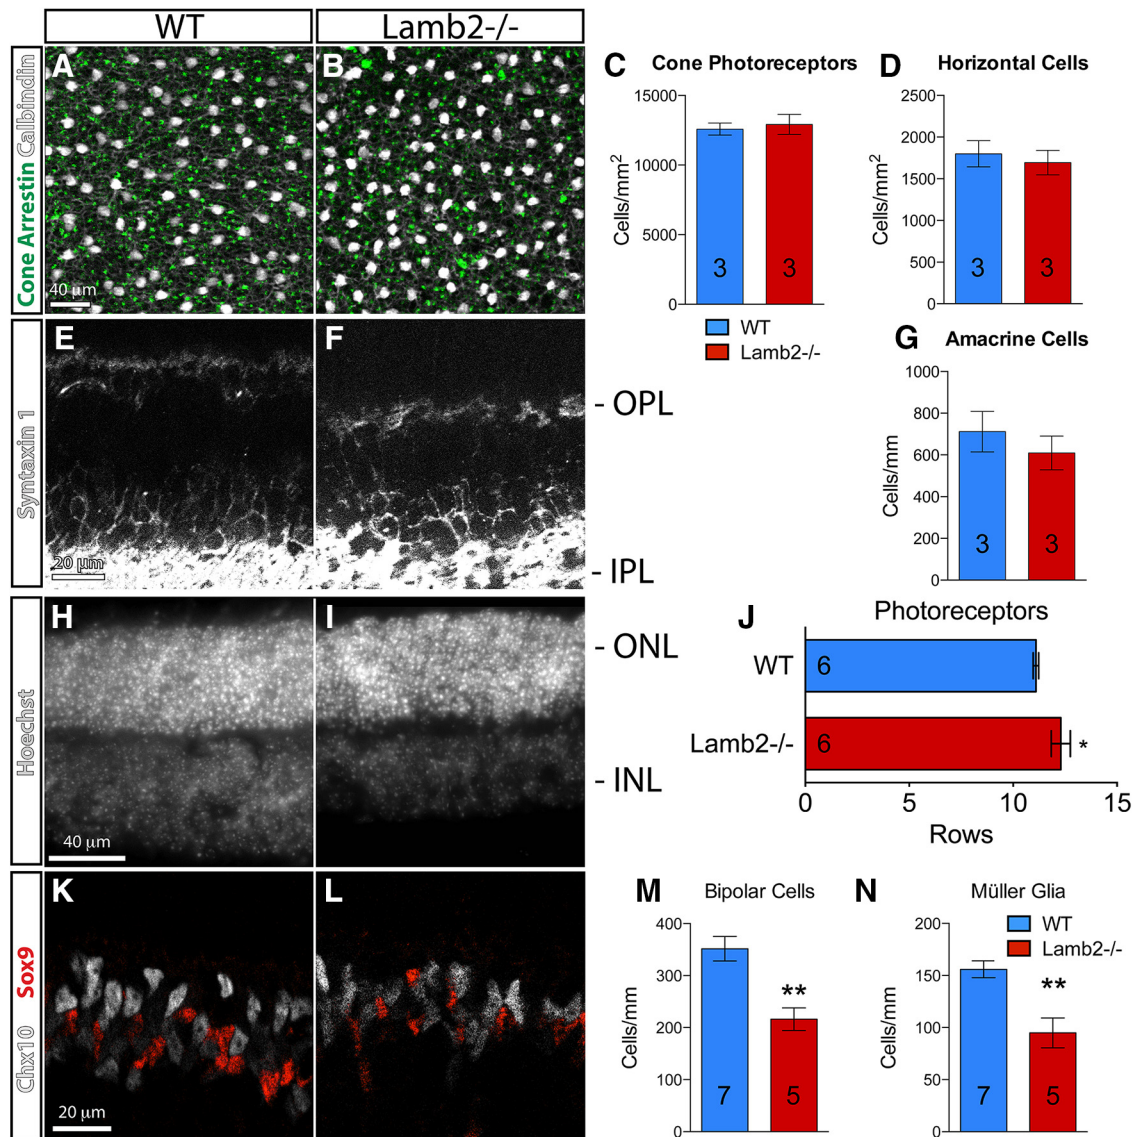 WT
Lamb2-/-
Cone Arrestin Calbindin
A
B
40 µm
C
Cone Photoreceptors
15000
10000
5000
0
Cells/mm2
3
3
WT
Lamb2-/-
D
Horizontal Cells
2500
2000
1500
1000
500
0
Cells/mm2
3
3
Syntaxin 1
E
F
20 µm
- OPL
- IPL
G
Amacrine Cells
1000
800
600
400
200
0
Cells/mm
3
3
Hoechst
H
I
40 µm
- ONL
- INL
J
Photoreceptors
WT
6
Lamb2-/-
6
*
0
5
10
15
Rows
Chx10 Sox9
K
L
20 µm
M
Bipolar Cells
400
300
200
100
0
Cells/mm
**
7
5
N
Müller Glia
200
150
100
50
0
Cells/mm
WT
Lamb2-/-
**
7
5